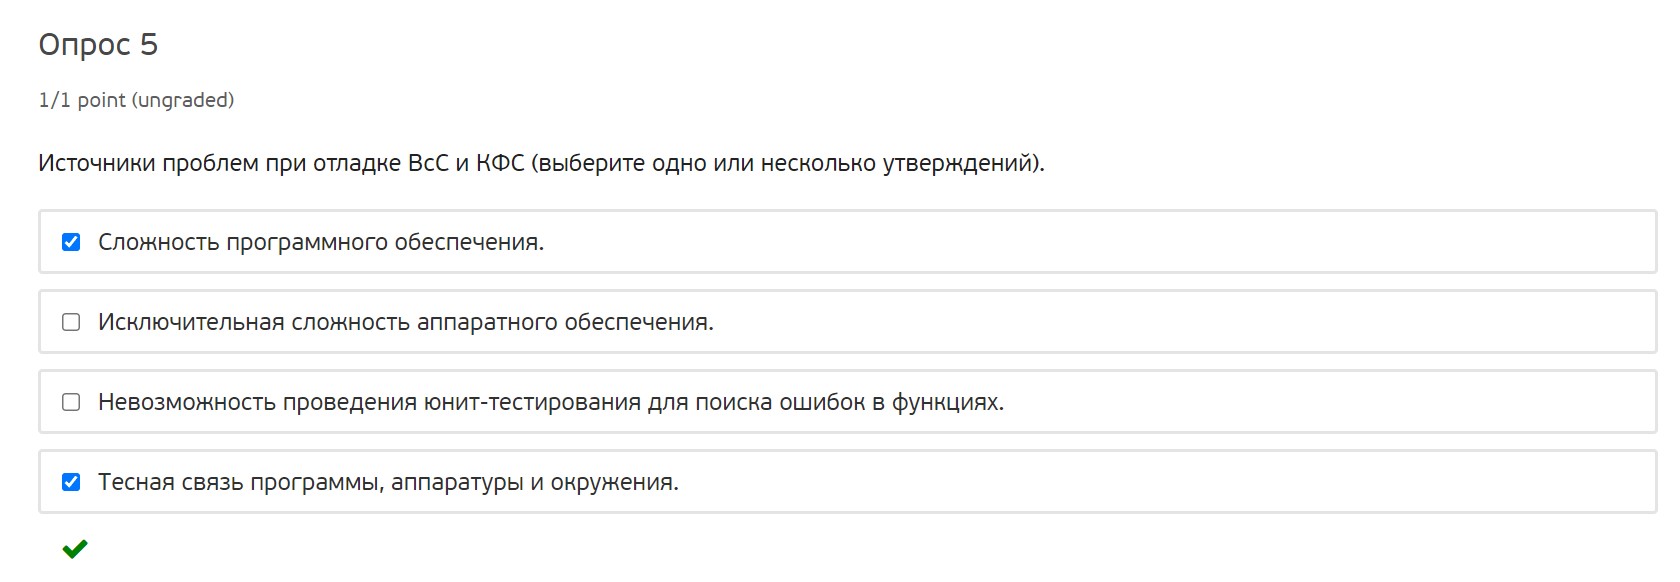 Опрос 5
1/1 point (ungraded)
Источники проблем при отладке ВсС и КФС (выберите одно или несколько утверждений).
Сложность программного обеспечения.
Исключительная сложность аппаратного обеспечения.
Невозможность проведения юнит-тестирования для поиска ошибок в функциях.
Тесная связь программы, аппаратуры и окружения.